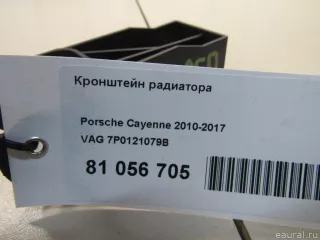 Кронштейн радиатора
Porsche Cayenne 2010-2017
VAG 7P0121079B
81 056 705
eaural.ru